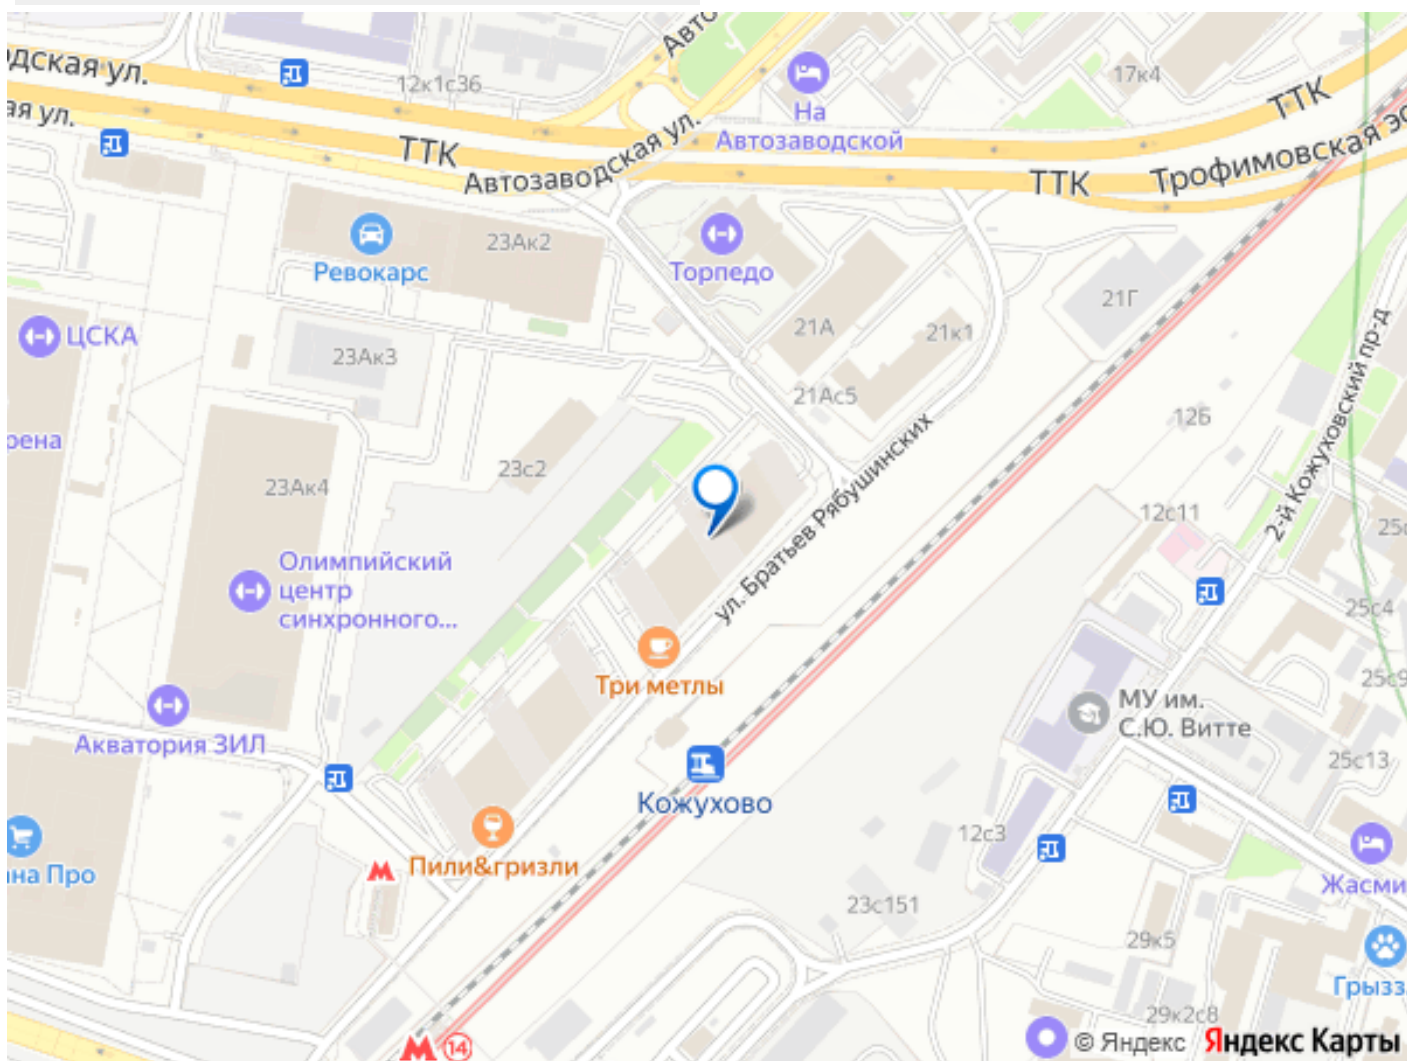 Авто
дская ул.
12к1с36
17к4
На
Автозаводской
ТТК
ая ул.
ТТК
Автозаводская ул.
ТТК
Трофимовская эс
23Ак2
Ревокарс
Торпедо
21Г
ЦСКА
21А
21к1
23Ак3
2-й Кожуховский пр-д
21Ас5
12Б
рена
23с2
23Ак4
12с11
25с
ул. Братьев Рябушинских
Олимпийский
центр
синхронного...
25с4
Три метлы
25с9
МУ им.
С.Ю. Витте
Акватория ЗИЛ
25с13
Кожухово
12с3
Пили&гризли
на Про
Жасми
23с151
29к5
Грызз
29к2с8
М
М 14
© Яндекс
Яндекс Карты